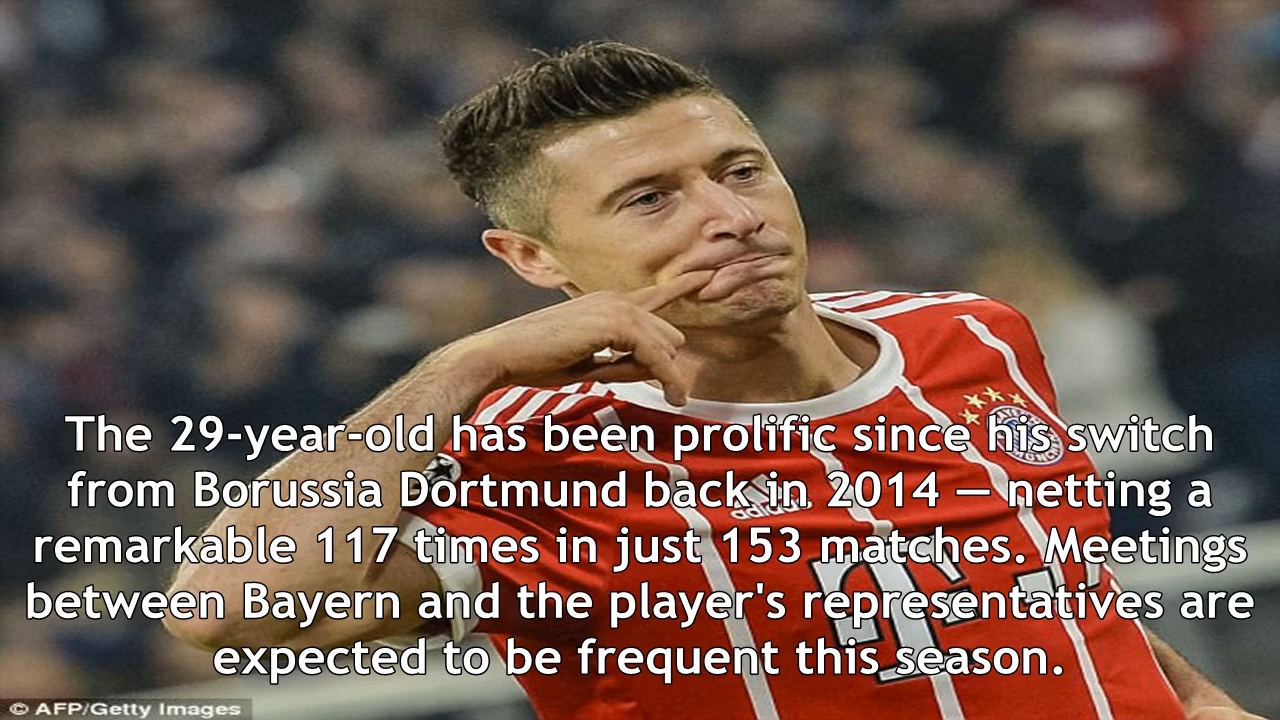 The 29-year-old has been prolific since his switch
from Borussia Dortmund back in 2014 — netting a
remarkable 117 times in just 153 matches. Meetings
between Bayern and the player's representatives are
expected to be frequent this season.
adidas
T
© AFP/Getty Images